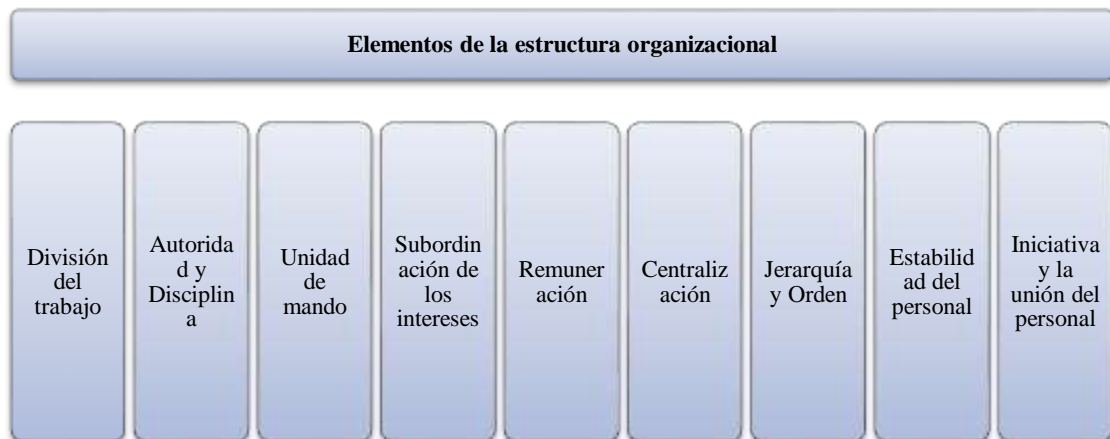 Elementos de la estructura organizacional
División
del
trabajo
Autorida
d y
Disciplin
a
Unidad
de
mando
Subordin
ación de
los
intereses
Remuner
ación
Centraliz
ación
Jerarquía
y Orden
Estabilid
ad del
personal
Iniciativa
y la
unión del
personal